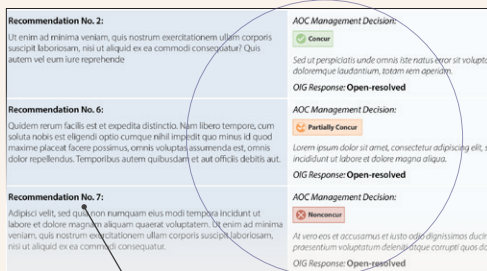 Recommendation No. 2:
Ut enim ad minima veniam, quis nostrum exercitationem ullam corporis
suscipit laboriosam, nisi ut aliquid ex ea commodi consequatur? Quis
autem vel eum iure reprehende
AOC Management Decision:
Concur
Sed ut perspiciatis unde omnis iste natus error sit volupta
doloremque laudantium, totam rem aperiam.
OIG Response: Open-resolved
Recommendation No. 6:
Quidem rerum facilis est et expedita distinctio. Nam libero tempore, cum
soluta nobis est eligendi optio cumque nihil impedit quo minus id quod
maxime placeat facere possimus, omnis voluptas assumenda est, omnis
dolor repellendus. Temporibus autem quibusdam et aut officiis debitis aut.
AOC Management Decision:
Partially Concur
Lorem ipsum dolor sit amet, consectetur adipiscing elit, s
incididunt ut labore et dolore magna aliqua.
OIG Response: Open-resolved
Recommendation No. 7:
Adipisci velit, sed quia non numquam eius modi tempora incidunt ut
labore et dolore magnam aliquam quaerat voluptatem. Ut enim ad minima
veniam, quis nostrum exercitationem ullam corporis suscipit laboriosam,
nisi ut aliquid ex ea commodi consequatur.
AOC Management Decision:
Nonconcur
At vero eos et accusamus et iusto odio dignissimos ducim
praesentium voluptatum deleniti atque corrupti quos do
OIG Response: Open-resolved